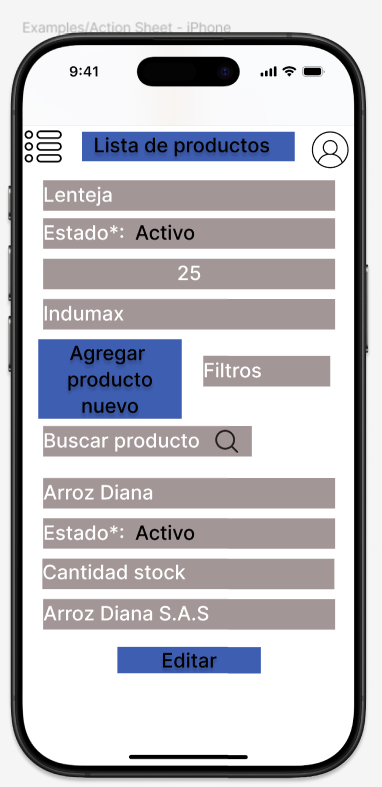 Examples/Action Sheet - iPhone
9:41
Lista de productos
Lenteja
Estado*: Activo
25
Indumax
Agregar
producto
nuevo
Filtros
Buscar producto
Arroz Diana
Estado*: Activo
Cantidad stock
Arroz Diana S.A.S
Editar